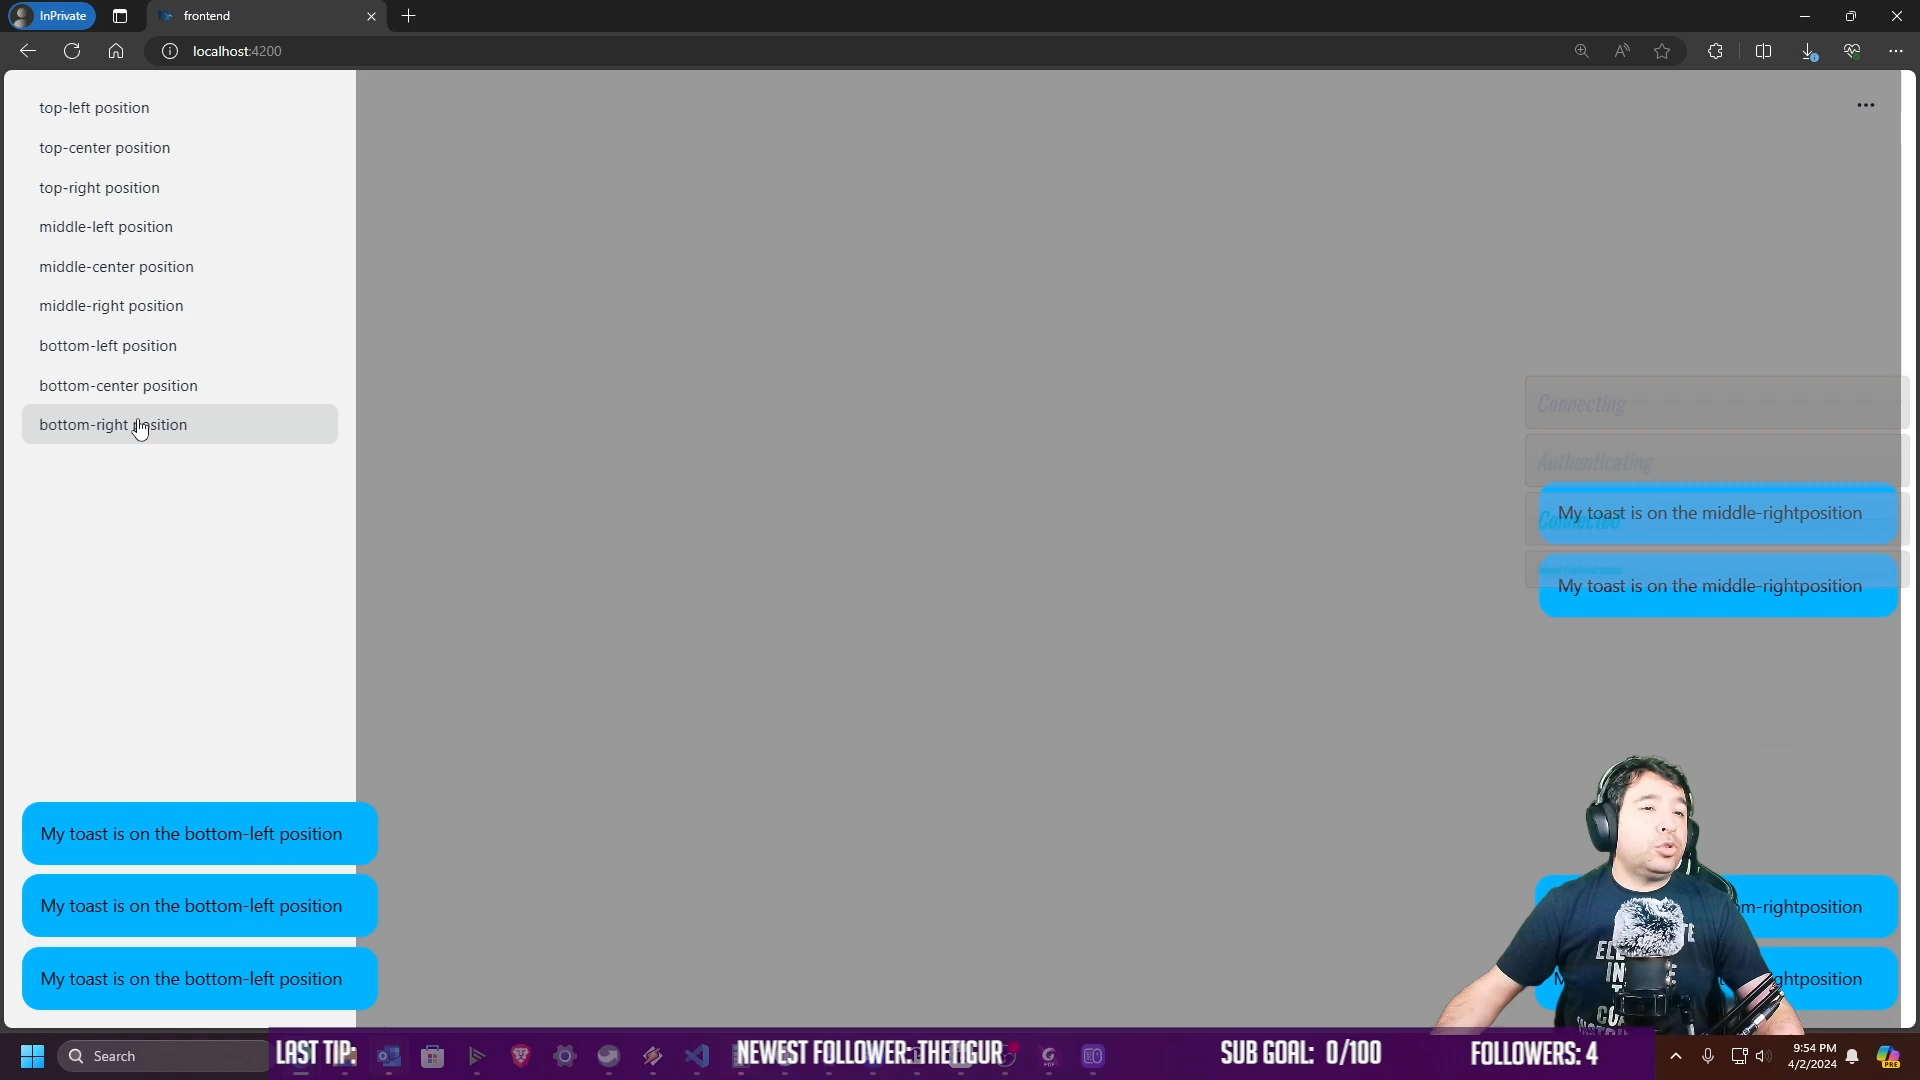 InPrivate
frontend
localhost:4200
top-left position
top-center position
top-right position
middle-left position
middle-center position
middle-right position
bottom-left position
bottom-center position
bottom-right position
Connecting
Authenticating
Connected
My toast is on the middle-rightposition
My toast is on the middle-rightposition
My toast is on the bottom-left position
My toast is on the bottom-left position
My toast is on the bottom-left position
om-rightposition
M
ghtposition
Search
LAST TIP:
NEWEST FOLLOWER: THETIGUR
SUB GOAL: 0/100
FOLLOWERS: 4
9:54 PM
4/2/2024
PRE